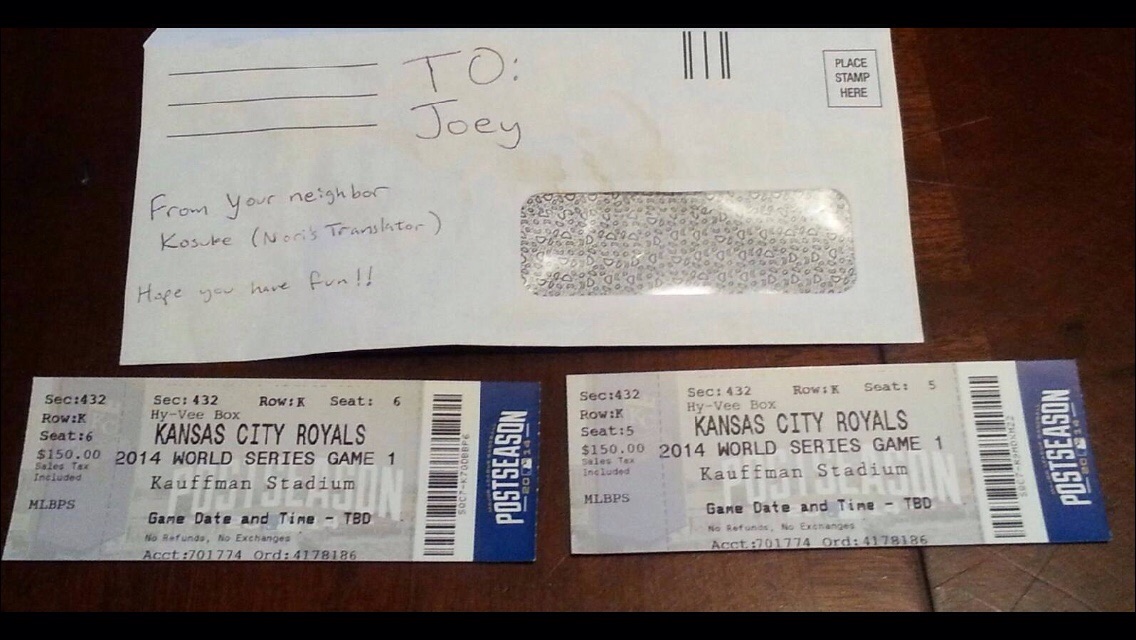 TO:
Joey
PLACE
STAMP
HERE
From your neighbor
Kosuke (Nori's Translator)
Hope you have fun!!
Sec:432
Row:K
Seat:6
$150.00
Sales Tax
Included
MLBPS
Sec:432 Row:K Seat: 6
Hy-Vee Box
KANSAS CITY ROYALS
2014 WORLD SERIES GAME 1
Kauffman Stadium
Game Date and Time - TBD
No Refunds, No Exchanges
Acct:701774 Ord:4178186
POSTSEASON
2014
Sec:432
Row:K
Seat:5
$150.00
Sales Tax
Included
MLBPS
Sec:432 Row:K Seat: 5
Hy-Vee Box
KANSAS CITY ROYALS
2014 WORLD SERIES GAME 1
Kauffman Stadium
Game Date and Time - TBD
No Refunds, No Exchanges
Acct:701774 Ord:4178186
POSTSEASON
2014